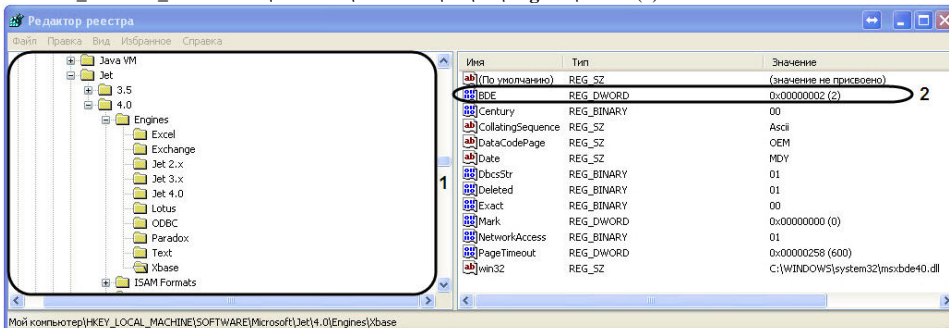 Редактор реестра
Файл Правка Вид Избранное Справка
Java VM
Jet
3.5
4.0
Engines
Excel
Exchange
Jet 2.x
Jet 3.x
Jet 4.0
Lotus
ODBC
Paradox
Text
Xbase
ISAM Formats
1
Имя Тип Значение
(По умолчанию) REG_SZ (значение не присвоено)
BDE REG_DWORD 0x00000002 (2) 2
Century REG_BINARY 00
CollatingSequence REG_SZ Ascii
DataCodePage REG_SZ OEM
Date REG_SZ MDY
DbcsStr REG_BINARY 01
Deleted REG_BINARY 01
Exact REG_BINARY 00
Mark REG_DWORD 0x00000000 (0)
NetworkAccess REG_BINARY 01
PageTimeout REG_DWORD 0x00000258 (600)
win32 REG_SZ C:\WINDOWS\system32\msxbde40.dll
Мой компьютер\HKEY_LOCAL_MACHINE\SOFTWARE\Microsoft\Jet\4.0\Engines\Xbase